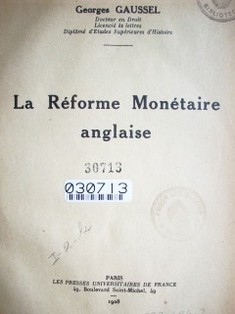 Georges GAUSSEL
Docteur en Droit
Licencié ès lettres
Diplômé d'Etudes Supérieures d'Histoire
La Réforme Monétaire
anglaise
30713
030713
PARIS
LES PRESSES UNIVERSITAIRES DE FRANCE
49, Boulevard Saint-Michel, 49
1928